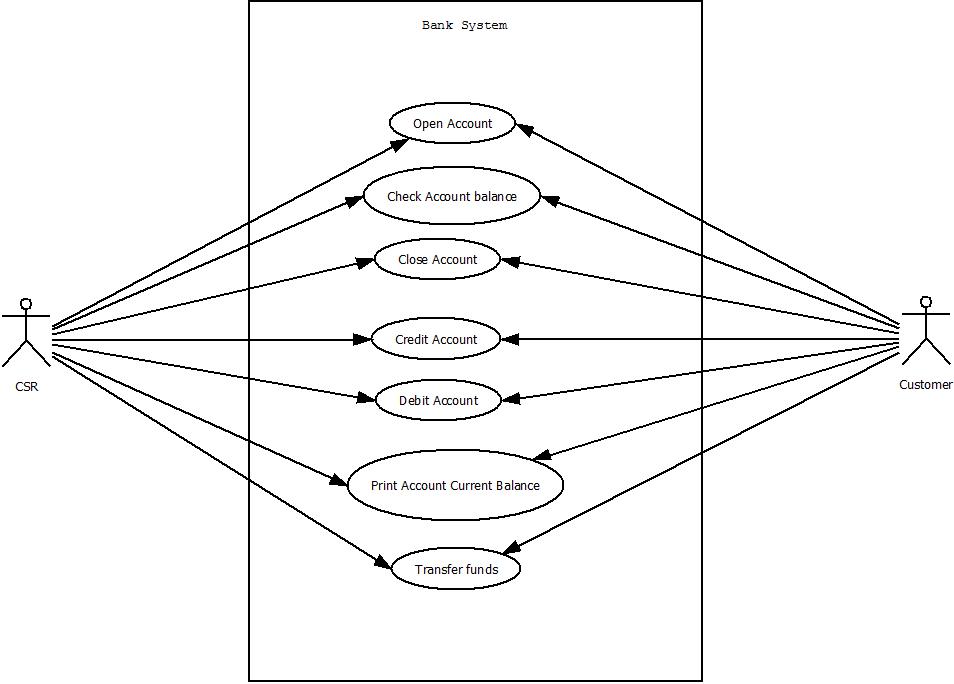 Bank System
Open Account
Check Account balance
Close Account
Credit Account
CSR
Customer
Debit Account
Print Account Current Balance
Transfer funds